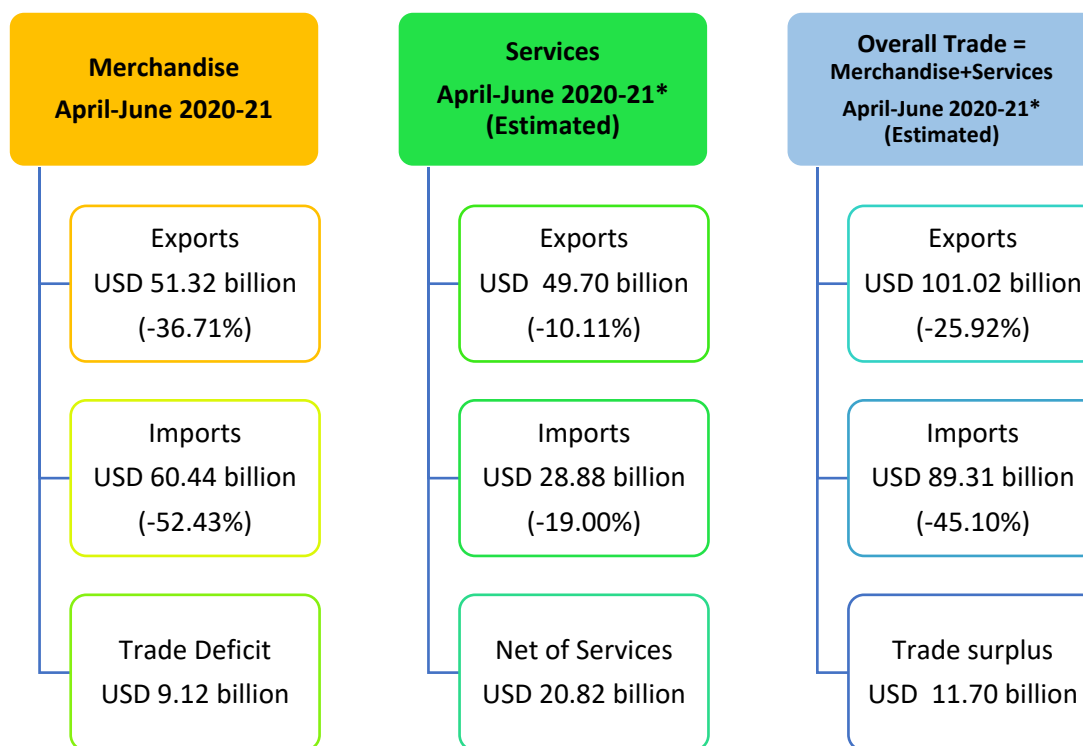 Merchandise
April-June 2020-21
Exports
USD 51.32 billion
(-36.71%)
Imports
USD 60.44 billion
(-52.43%)
Trade Deficit
USD 9.12 billion
Services
April-June 2020-21*
(Estimated)
Exports
USD 49.70 billion
(-10.11%)
Imports
USD 28.88 billion
(-19.00%)
Net of Services
USD 20.82 billion
Overall Trade =
Merchandise+Services
April-June 2020-21*
(Estimated)
Exports
USD 101.02 billion
(-25.92%)
Imports
USD 89.31 billion
(-45.10%)
Trade surplus
USD 11.70 billion